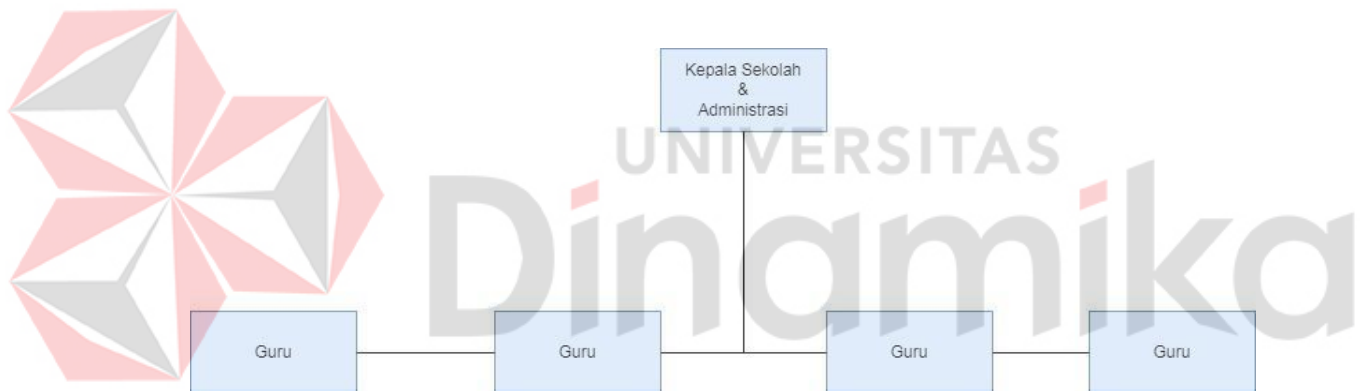 Kepala Sekolah
&
Administrasi
UNIVERSITAS
Dinamika
Guru Guru Guru Guru